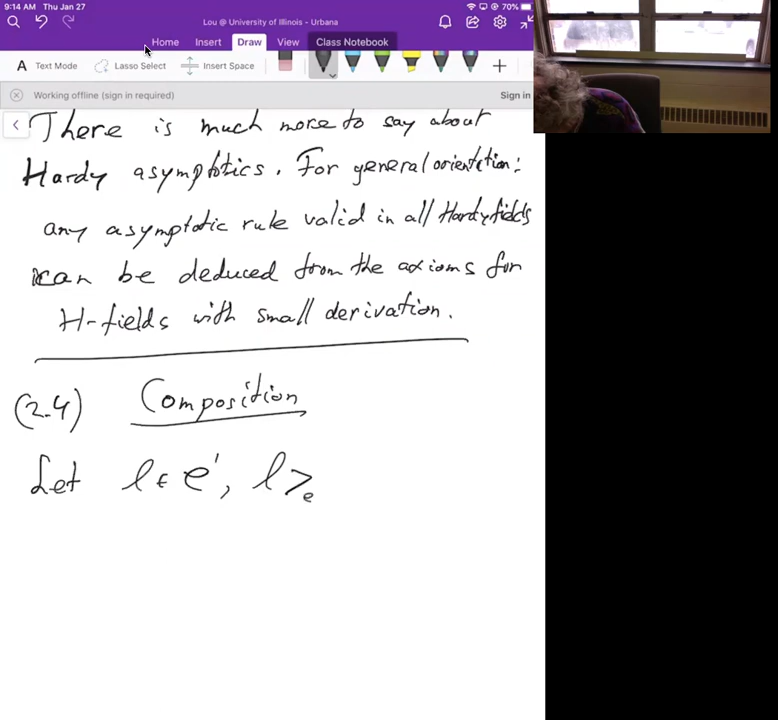 9:14 AM Thu Jan 27
70%
Lou @ University of Illinois - Urbana
Home Insert Draw View Class Notebook
A Text Mode Lasso Select Insert Space
Working offline (sign in required) Sign in
There is much more to say about
Hardy asymptotics. For general orientation:
any asymptotic rule valid in all Hardy fields
can be deduced from the axioms for
H-fields with small derivation.
(2.4) Composition
Let l ∈ C', l >e